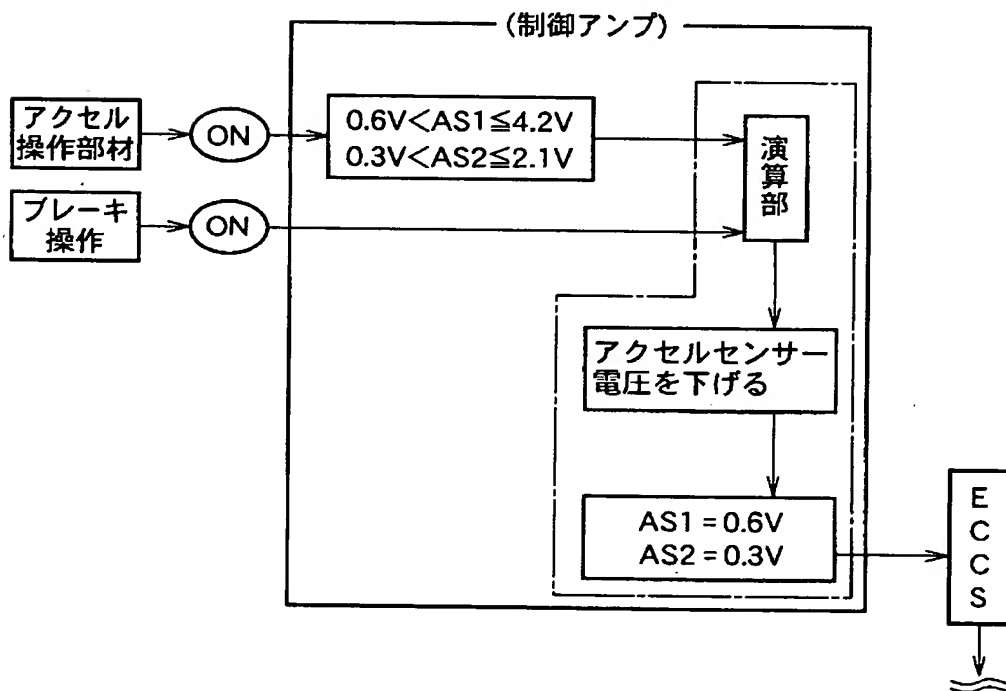 (制御アンプ)
アクセル
操作部材
ON
0.6V<AS1≦4.2V
0.3V<AS2≦2.1V
演算部
ブレーキ
操作
ON
アクセルセンサー
電圧を下げる
AS1=0.6V
AS2=0.3V
ECCS